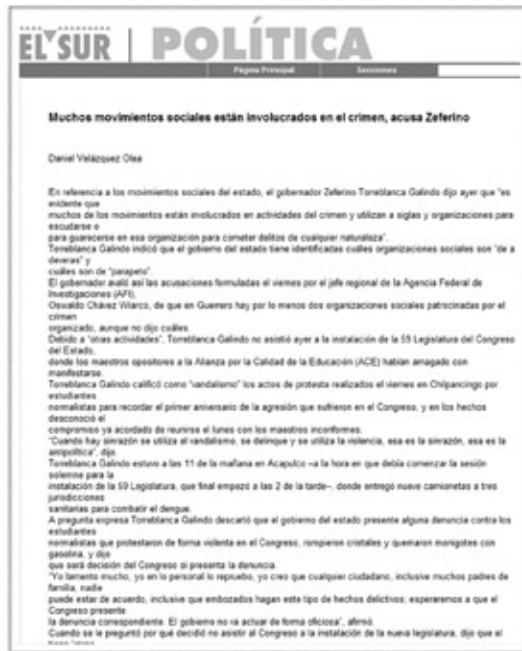 EL SUR
POLÍTICA
Página Principal Secciones
Muchos movimientos sociales están involucrados en el crimen, acusa Zeferino
Daniel Velázquez Olea
En referencia a los movimientos sociales del estado, el gobernador Zeferino Torreblanca Galindo dijo ayer que "es
evidente que
muchos de los movimientos están involucrados en actividades del crimen y utilizan a siglas y organizaciones para
escudarse o
para guarecerse en esa organización para cometer delitos de cualquier naturaleza".
Torreblanca Galindo indicó que el gobierno del estado tiene identificadas cuáles organizaciones sociales son "de a
deveras" y
cuáles son de "parapeto".
El gobernador avaló así las acusaciones formuladas el viernes por el jefe regional de la Agencia Federal de
Investigaciones (AFI),
Oswaldo Chávez Wiarco, de que en Guerrero hay por lo menos dos organizaciones sociales patrocinadas por el
crimen
organizado, aunque no dijo cuáles.
Debido a "otras actividades", Torreblanca Galindo no asistió ayer a la instalación de la 59 Legislatura del Congreso
del Estado,
donde los maestros opositores a la Alianza por la Calidad de la Educación (ACE) habían amagado con
manifestarse.
Torreblanca Galindo calificó como "vandalismo" los actos de protesta realizados el viernes en Chilpancingo por
estudiantes
normalistas para recordar el primer aniversario de la agresión que sufrieron en el Congreso, y en los hechos
desconoció el
compromiso ya acordado de reunirse el lunes con los maestros inconformes.
"Cuando hay sinrazón se utiliza el vandalismo, se delinque y se utiliza la violencia, esa es la sinrazón, esa es la
antipolítica", dijo.
Torreblanca Galindo estuvo a las 11 de la mañana en Acapulco –a la hora en que debía comenzar la sesión
solemne para la
instalación de la 59 Legislatura, que final empezó a las 2 de la tarde–, donde entregó nueve camionetas a tres
jurisdicciones
sanitarias para combatir el dengue.
A pregunta expresa Torreblanca Galindo descartó que el gobierno del estado presente alguna denuncia contra los
estudiantes
normalistas que protestaron de forma violenta en el Congreso, rompieron cristales y quemaron monigotes con
gasolina, y dijo
que será decisión del Congreso si presenta la denuncia.
"Yo lamento mucho, yo en lo personal lo repruebo, yo creo que cualquier ciudadano, inclusive muchos padres de
familia, nadie
puede estar de acuerdo, inclusive que embozados hagan este tipo de hechos delictivos; esperaremos a que el
Congreso presente
la denuncia correspondiente. El gobierno no va actuar de forma oficiosa", afirmó.
Cuando se le preguntó por qué decidió no asistir al Congreso a la instalación de la nueva legislatura, dijo que él